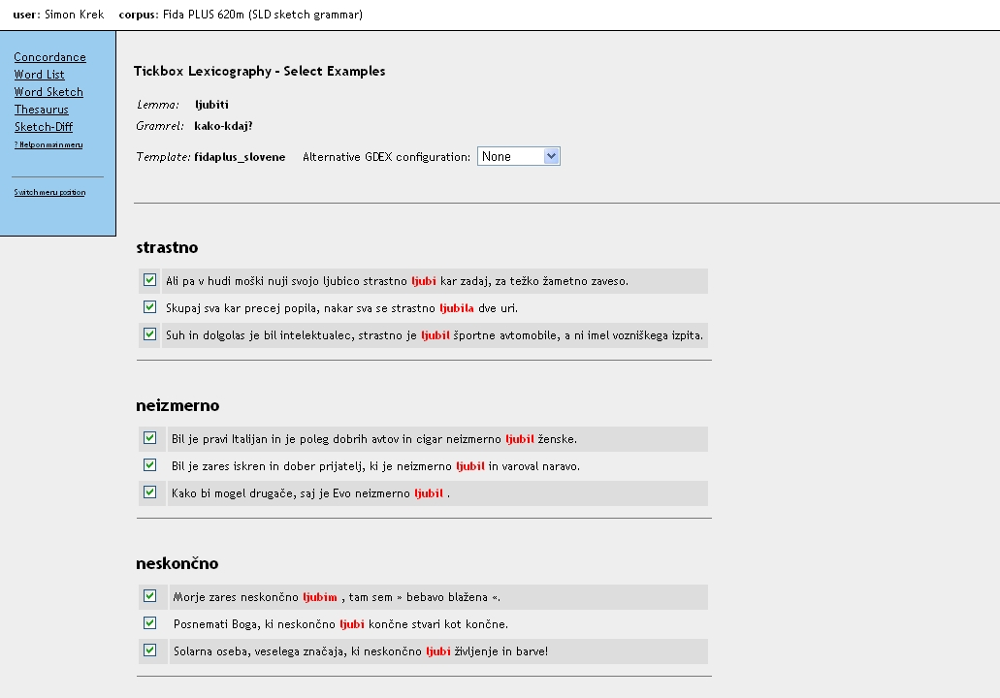 user: Simon Krek corpus: Fida PLUS 620m (SLD sketch grammar)
Concordance
Word List
Word Sketch
Thesaurus
Sketch-Diff
? Help on main menu
Switch menu position
Tickbox Lexicography - Select Examples
Lemma: ljubiti
Gramrel: kako-kdaj?
Template: fidaplus_slovene Alternative GDEX configuration: None
strastno
Ali pa v hudi moški nuji svojo ljubico strastno ljubi kar zadaj, za težko žametno zaveso.
Skupaj sva kar precej popila, nakar sva se strastno ljubila dve uri.
Suh in dolgolas je bil intelektualec, strastno je ljubil športne avtomobile, a ni imel vozniškega izpita.
neizmerno
Bil je pravi Italijan in je poleg dobrih avtov in cigar neizmerno ljubil ženske.
Bil je zares iskren in dober prijatelj, ki je neizmerno ljubil in varoval naravo.
Kako bi mogel drugače, saj je Evo neizmerno ljubil .
neskončno
Morje zares neskončno ljubim , tam sem » bebavo blažena «.
Posnemati Boga, ki neskončno ljubi končne stvari kot končne.
Solarna oseba, veselega značaja, ki neskončno ljubi življenje in barve!